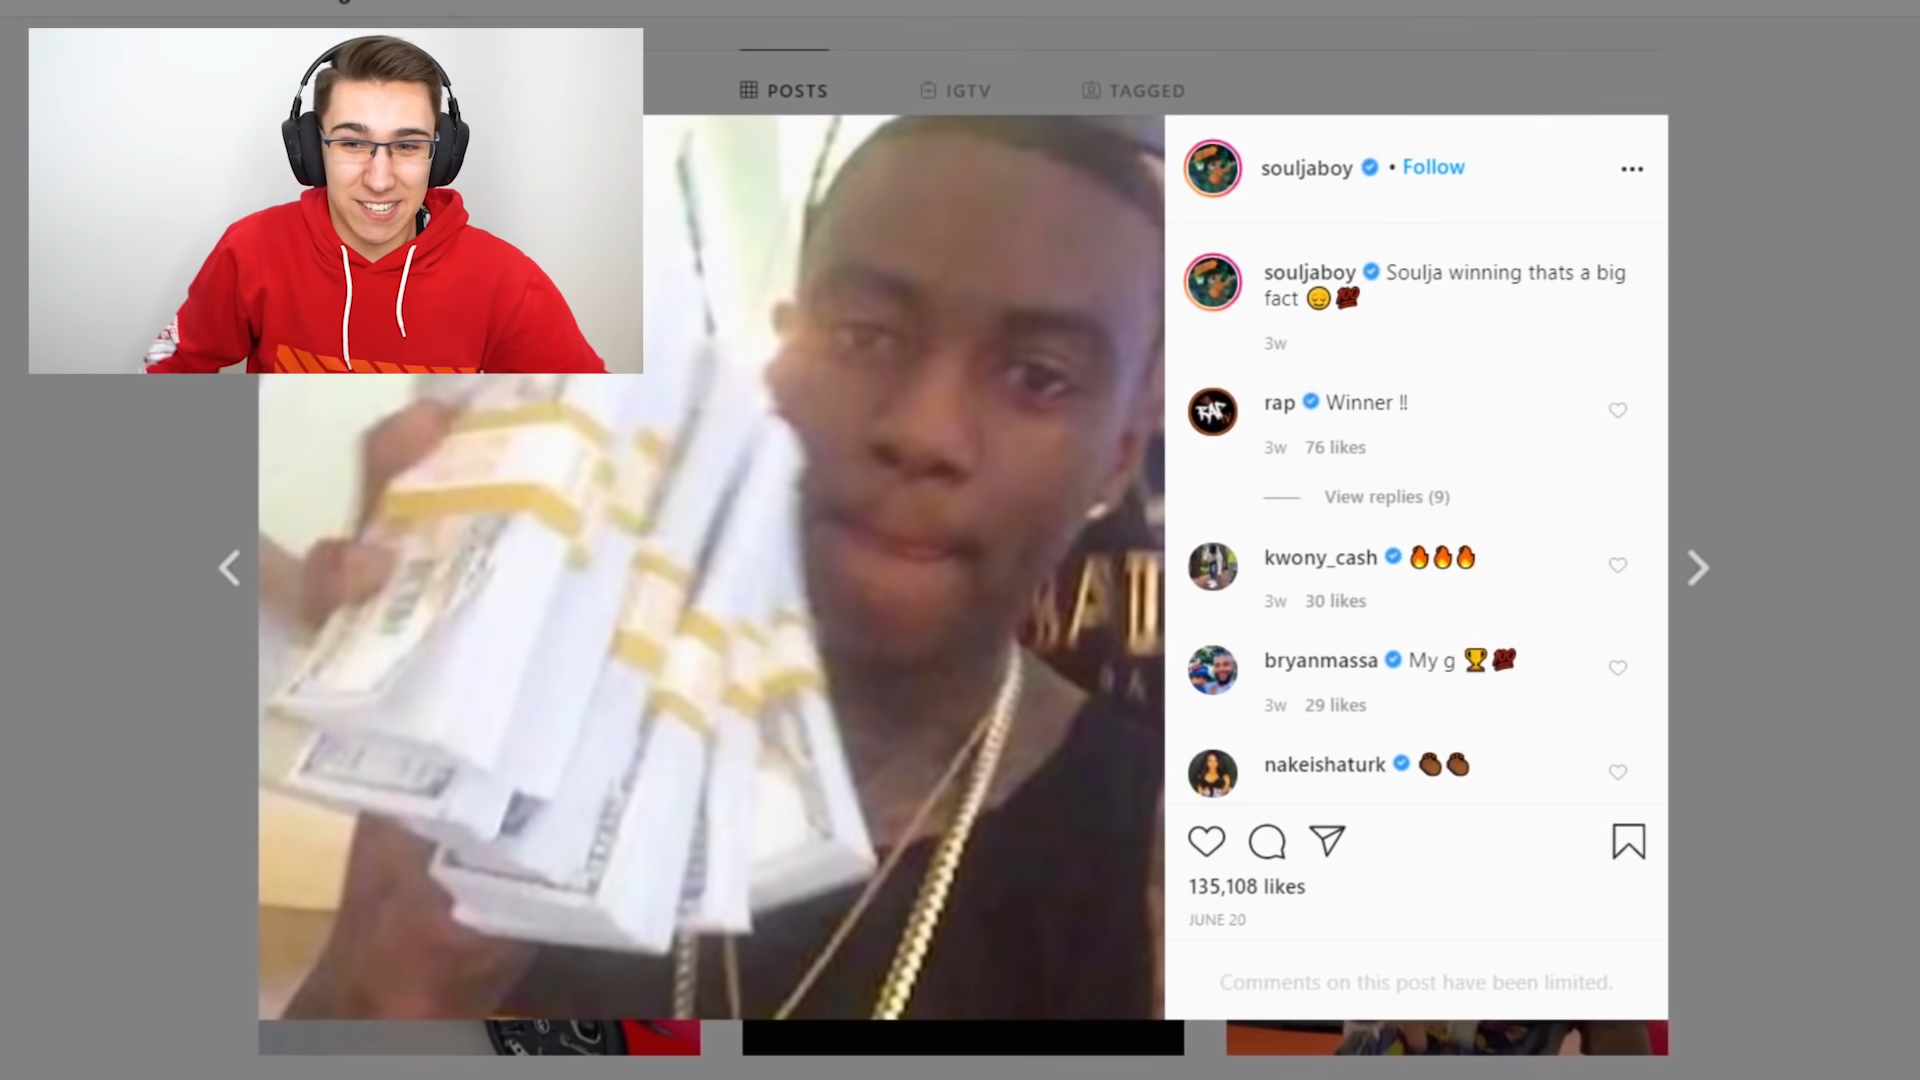 POSTS
IGTV
TAGGED
souljaboy • Follow
souljaboy Soulja winning thats a big
fact 😔💯
3w
rap Winner ‼
3w 76 likes
View replies (9)
kwony_cash 🔥🔥🔥
3w 30 likes
bryanmassa My g 🏆💯
3w 29 likes
nakeishaturk 👏🏿👏🏿
135,108 likes
JUNE 20
Comments on this post have been limited.
RAP